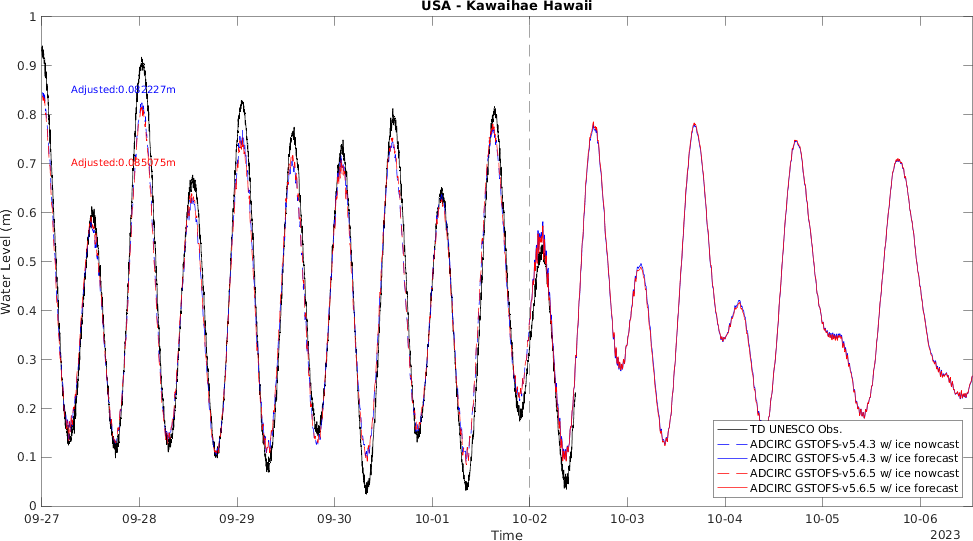 USA - Kawaihae Hawaii
1
0.9
Adjusted:0.082227m
0.8
Adjusted:0.085075m
0.7
0.6
Water Level (m)
0.5
0.4
0.3
0.2
0.1
0
TD UNESCO Obs.
ADCIRC GSTOFS-v5.4.3 w/ ice nowcast
ADCIRC GSTOFS-v5.4.3 w/ ice forecast
ADCIRC GSTOFS-v5.6.5 w/ ice nowcast
ADCIRC GSTOFS-v5.6.5 w/ ice forecast
09-27 09-28 09-29 09-30 10-01 10-02 10-03 10-04 10-05 10-06
Time
2023